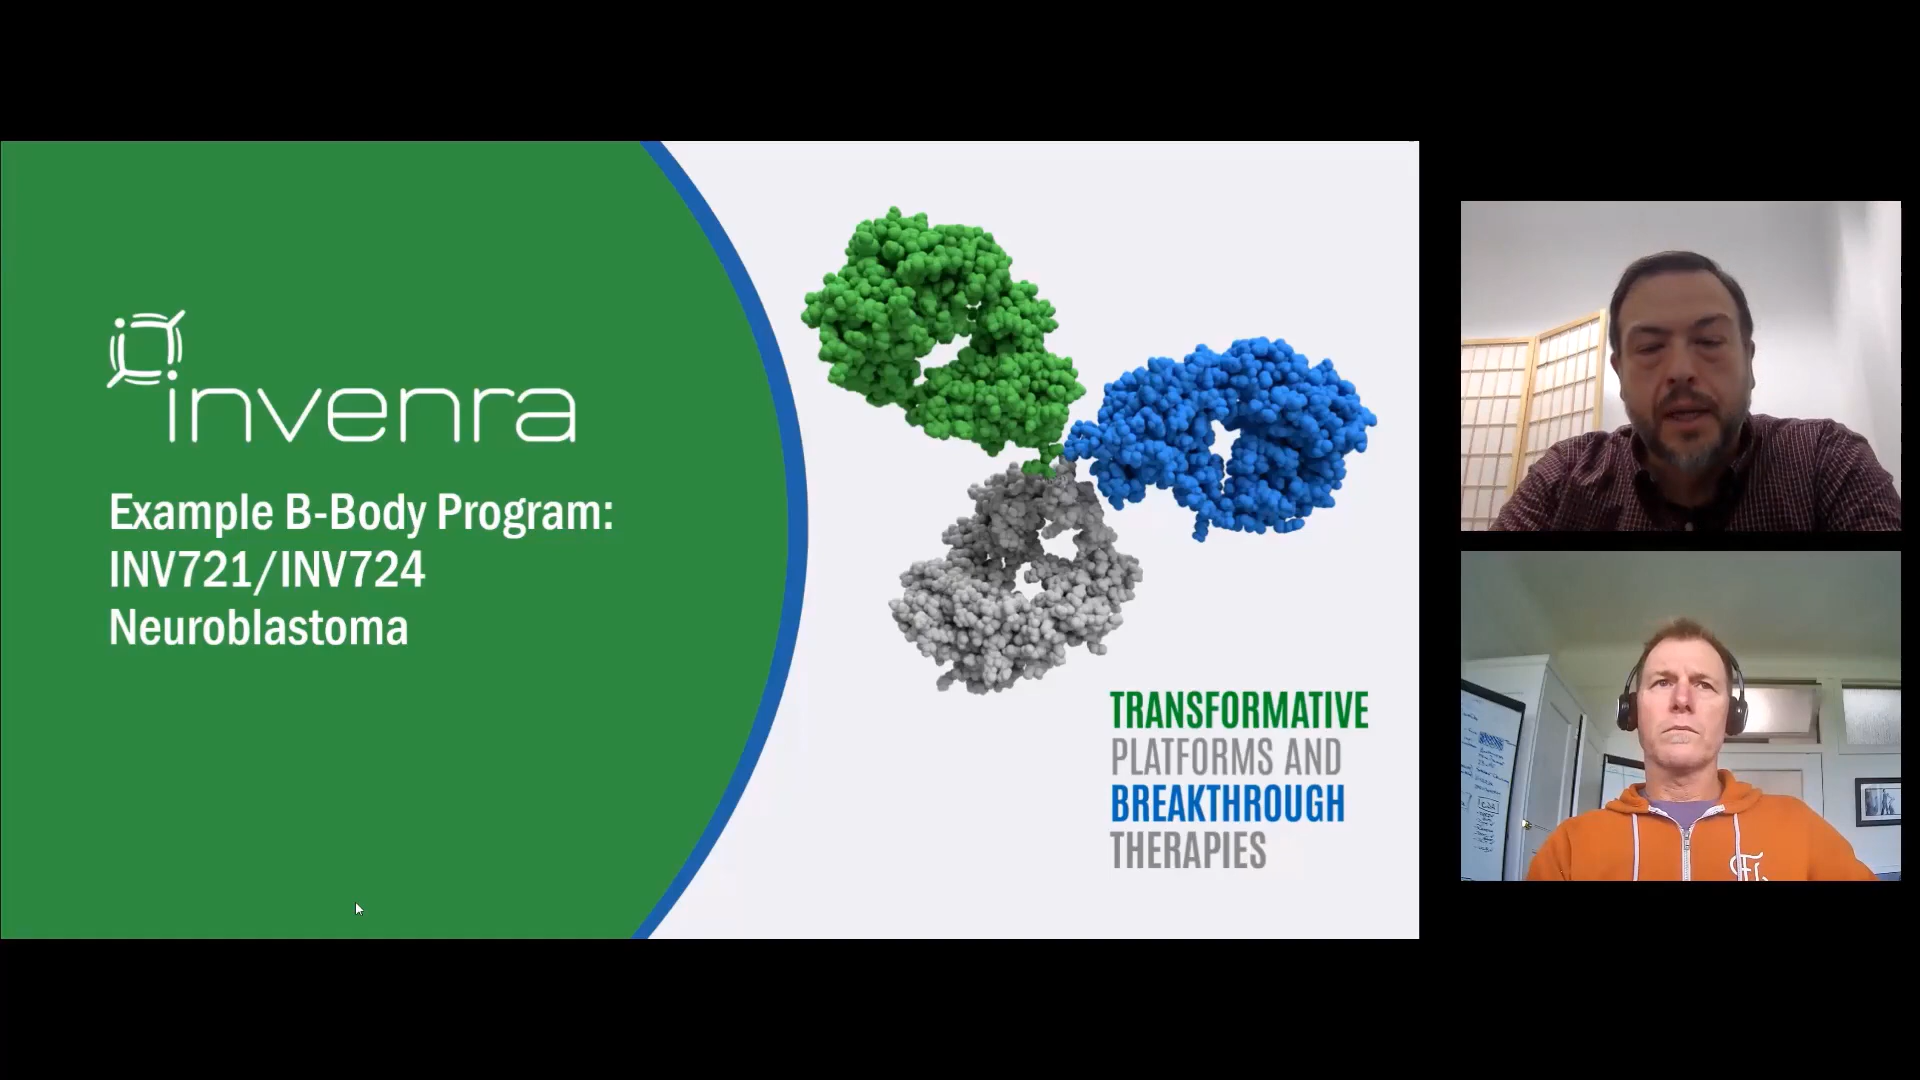 invenra
Example B-Body Program:
INV721/INV724
Neuroblastoma
TRANSFORMATIVE
PLATFORMS AND
BREAKTHROUGH
THERAPIES